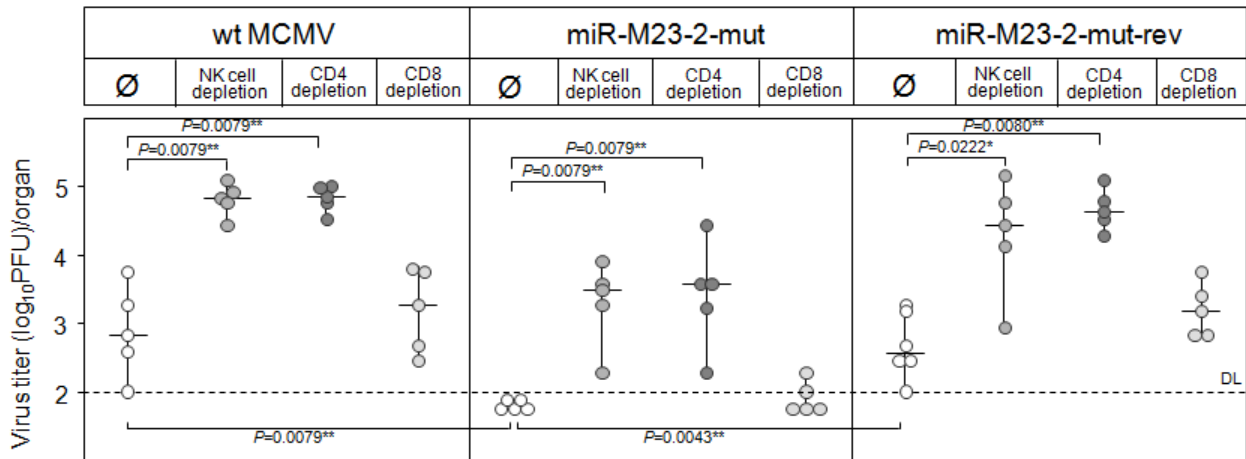 wt MCMV miR-M23-2-mut miR-M23-2-mut-rev
Ø NK cell depletion CD4 depletion CD8 depletion Ø NK cell depletion CD4 depletion CD8 depletion Ø NK cell depletion CD4 depletion CD8 depletion
P=0.0079**
P=0.0079**
P=0.0079**
P=0.0079**
P=0.0080**
P=0.0222*
Virus titer (log10PFU)/organ
5
4
3
2
DL
P=0.0079**
P=0.0043**